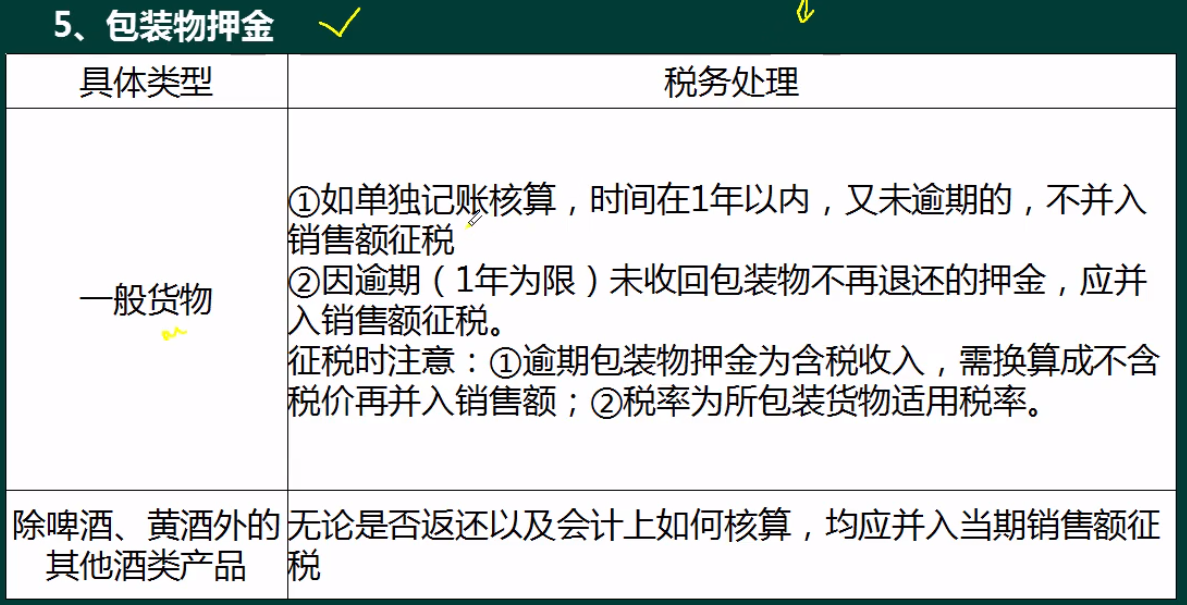 5、包装物押金
具体类型
税务处理
一般货物
①如单独记账核算，时间在1年以内，又未逾期的，不并入
销售额征税
②因逾期（1年为限）未收回包装物不再退还的押金，应并
入销售额征税。
征税时注意：①逾期包装物押金为含税收入，需换算成不含
税价再并入销售额；②税率为所包装货物适用税率。
除啤酒、黄酒外的
其他酒类产品
无论是否返还以及会计上如何核算，均应并入当期销售额征
税